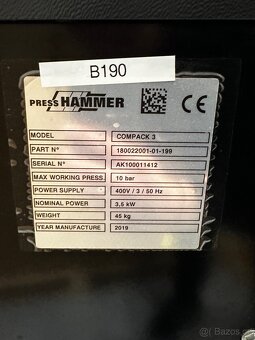 B190
PRESS HAMMER
CE
MODEL COMPACK 3
PART N° 180022001-01-199
SERIAL N° AK100011412
MAX WORKING PRESS. 10 bar
POWER SUPPLY 400V / 3 / 50 Hz
NOMINAL POWER 3,5 kW
WEIGHT 45 kg
YEAR MANUFACTURE 2019